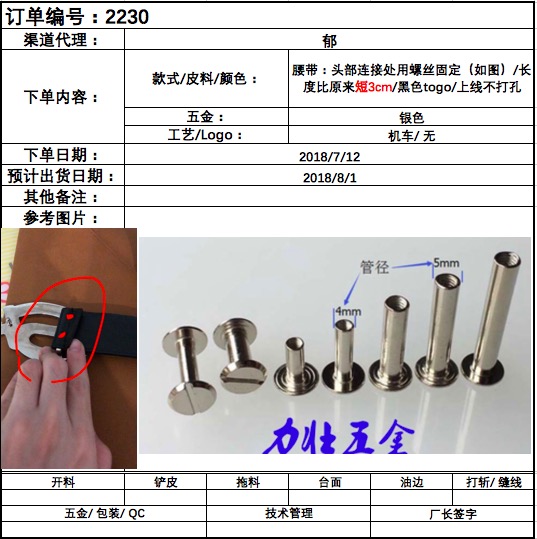 订单编号：2230
渠道代理： 郁
下单内容：
款式/皮料/颜色： 腰带：头部连接处用螺丝固定（如图）/长
度比原来短3cm/黑色togo/上线不打孔
五金： 银色
工艺/Logo： 机车/ 无
下单日期： 2018/7/12
预计出货日期： 2018/8/1
其他备注：
参考图片：
管径
5mm
4mm
力壮五金
开料 铲皮 拖料 台面 油边 打斩/ 缝线
五金/ 包装/ QC 技术管理 厂长签字